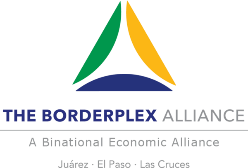 THE BORDERPLEX ALLIANCE
A Binational Economic Alliance
Juárez · El Paso · Las Cruces